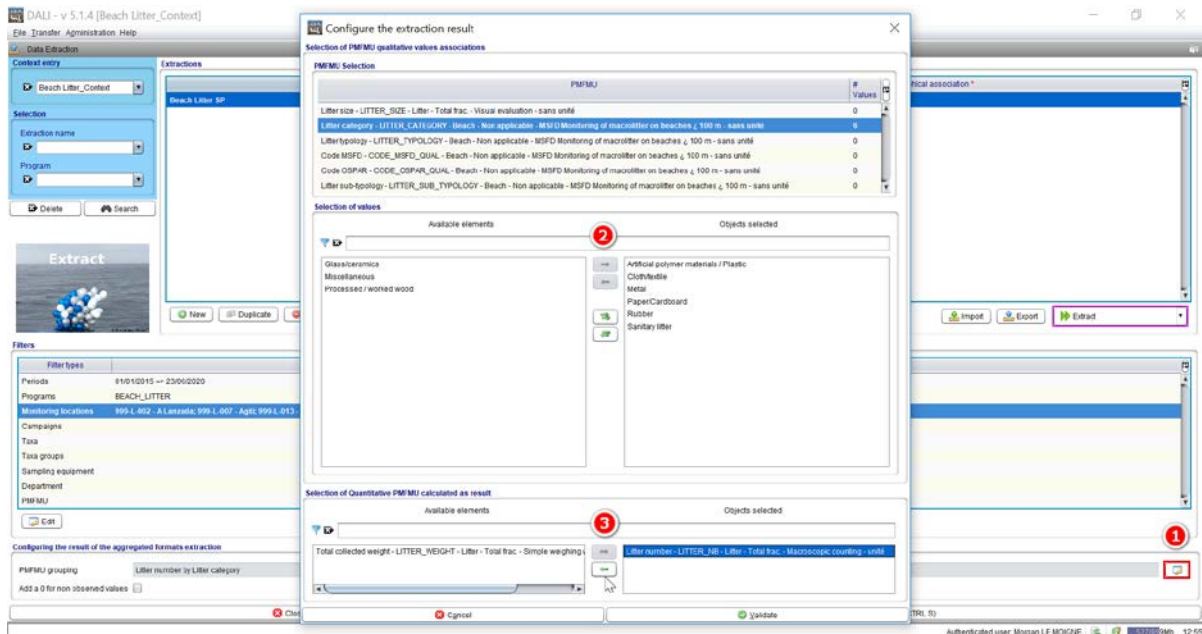 DALI - v 5.1.4 [Beach Litter_Context]
File Transfer Administration Help
Data Extraction
Context entry
Beach Litter_Context
Selection
Extraction name
Program
Delete
Search
Extract
Extractions
Beach Litter SP
hical association *
New
Duplicate
Import
Export
Extract
Filters
Filter types
Periods 01/01/2015 => 23/06/2020
Programs BEACH_LITTER
Monitoring locations 999-L-002 - A Lanzada; 999-L-007 - Agiti; 999-L-013 -
Campaigns
Taxa
Taxa groups
Sampling equipment
Department
PMFMU
Edit
Configuring the result of the aggregated formats extraction
PMFMU grouping Litter number by Litter category
Add a 0 for non observed values
1
Clos
TRL S)
Authenticated user: Morgan LE MOIGNE
12:55
Configure the extraction result
Selection of PMFMU qualitative values associations
PMFMU Selection
PMFMU # Values
Litter size - LITTER_SIZE - Litter - Total frac. - Visual evaluation - sans unité 0
Litter category - LITTER_CATEGORY - Beach - Non applicable - MSFD Monitoring of macrolitter on beaches ¿ 100 m - sans unité 6
Litter typology - LITTER_TYPOLOGY - Beach - Non applicable - MSFD Monitoring of macrolitter on beaches ¿ 100 m - sans unité 0
Code MSFD - CODE_MSFD_QUAL - Beach - Non applicable - MSFD Monitoring of macrolitter on beaches ¿ 100 m - sans unité 0
Code OSPAR - CODE_OSPAR_QUAL - Beach - Non applicable - MSFD Monitoring of macrolitter on beaches ¿ 100 m - sans unité 0
Litter sub-typology - LITTER_SUB_TYPOLOGY - Beach - Non applicable - MSFD Monitoring of macrolitter on beaches ¿ 100 m - sans unité 0
Selection of values
Available elements
2
Objects selected
Glass/ceramics
Miscellaneous
Processed / worked wood
Artificial polymer materials / Plastic
Cloth/textile
Metal
Paper/Cardboard
Rubber
Sanitary litter
Selection of Quantitative PMFMU calculated as result
Available elements
3
Objects selected
Total collected weight - LITTER_WEIGHT - Litter - Total frac. - Simple weighing
Litter number - LITTER_NB - Litter - Total frac. - Macroscopic counting - unité
Cancel
Validate